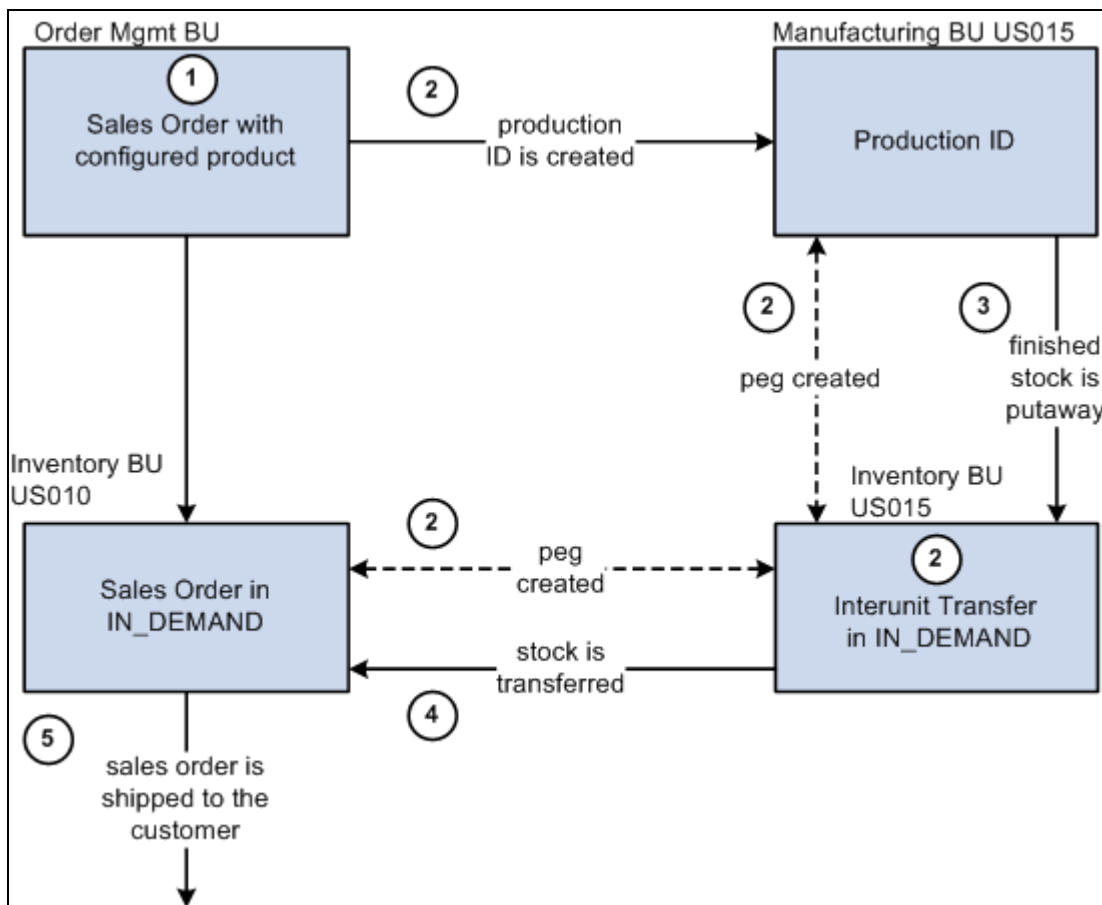 Order Mgmt BU
Manufacturing BU US015
1
Sales Order with
configured product
2
production
ID is created
Production ID
2
peg created
3
finished
stock is
putaway
Inventory BU
US010
Inventory BU
US015
2
peg
created
Sales Order in
IN_DEMAND
2
Interunit Transfer
in IN_DEMAND
stock is
transferred
4
5
sales order is
shipped to the
customer